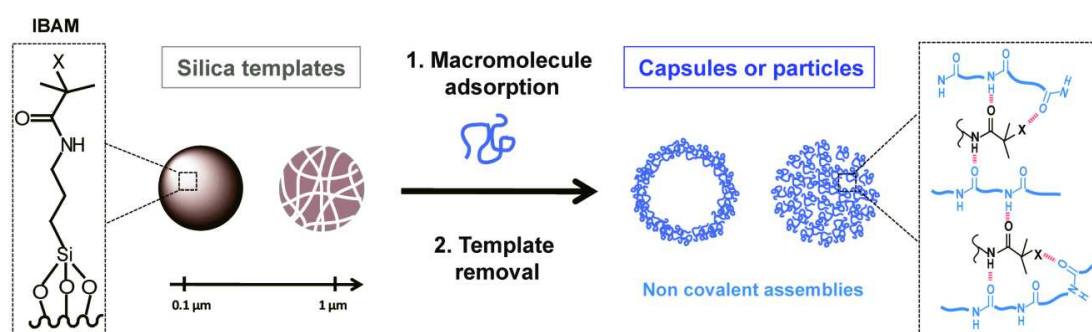 IBAM
X
O
NH
Si
O
O
O
Silica templates
0.1 µm
1 µm
1. Macromolecule
adsorption
2. Template
removal
Capsules or particles
Non covalent assemblies
O
N
H
O
N
H
O
N
H
O
X
N
H
O
N
H
O
N
H
O
X
N
H
O
N
H
O
N
H
O
O
N
H